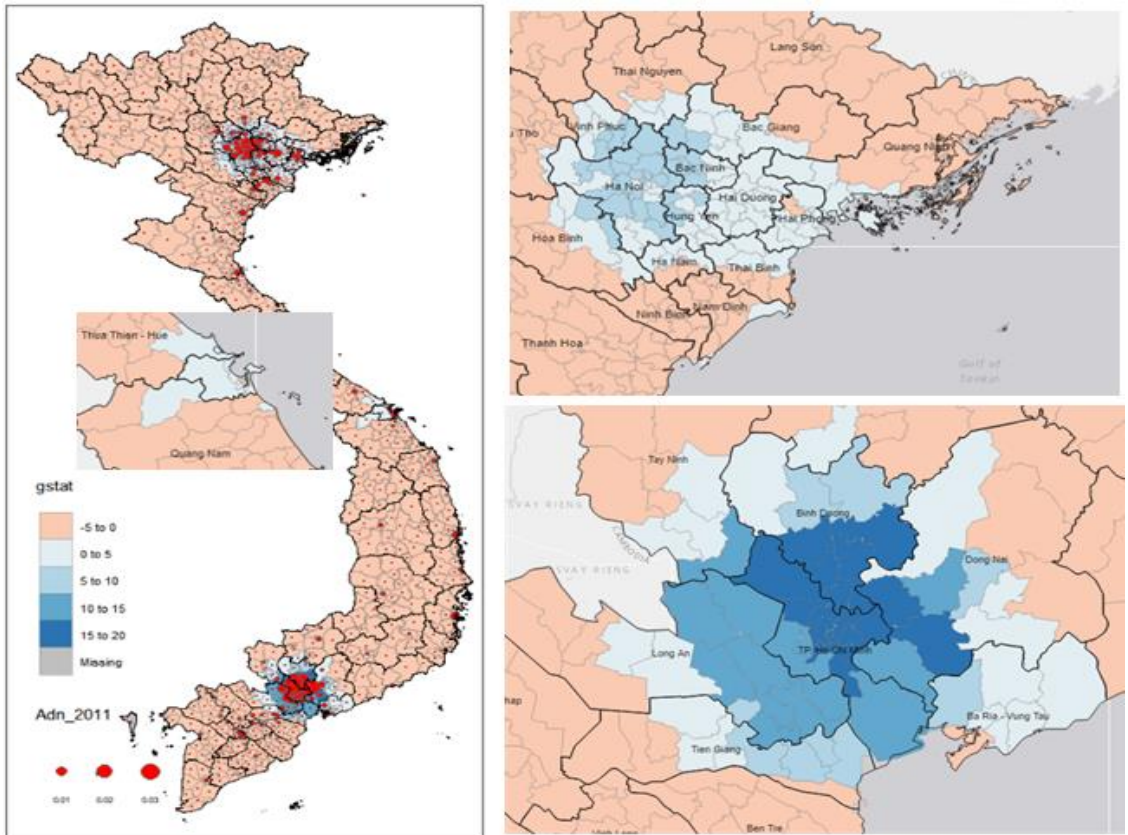 Thua Thien - Hue
Quang Nam
gstat
-5 to 0
0 to 5
5 to 10
10 to 15
15 to 20
Missing
Adn_2011
0.01 0.02 0.03
Lang Son
Thai Nguyen
Bac Giang
Quang Ninh
Bac Ninh
Ha Noi
Hai Duong
Hung Yen
Hai Phong
Hoa Binh
Ha Nam
Thai Binh
Nam Dinh
Ninh Binh
Thanh Hoa
Gulf of
Tonkin
Tay Ninh
SVAY RIENG
CAMBODIA
SVAY RIENG
Binh Duong
Dong Nai
Long An
TP. Ho Chi Minh
Ba Ria - Vung Tau
Tien Giang
Ben Tre